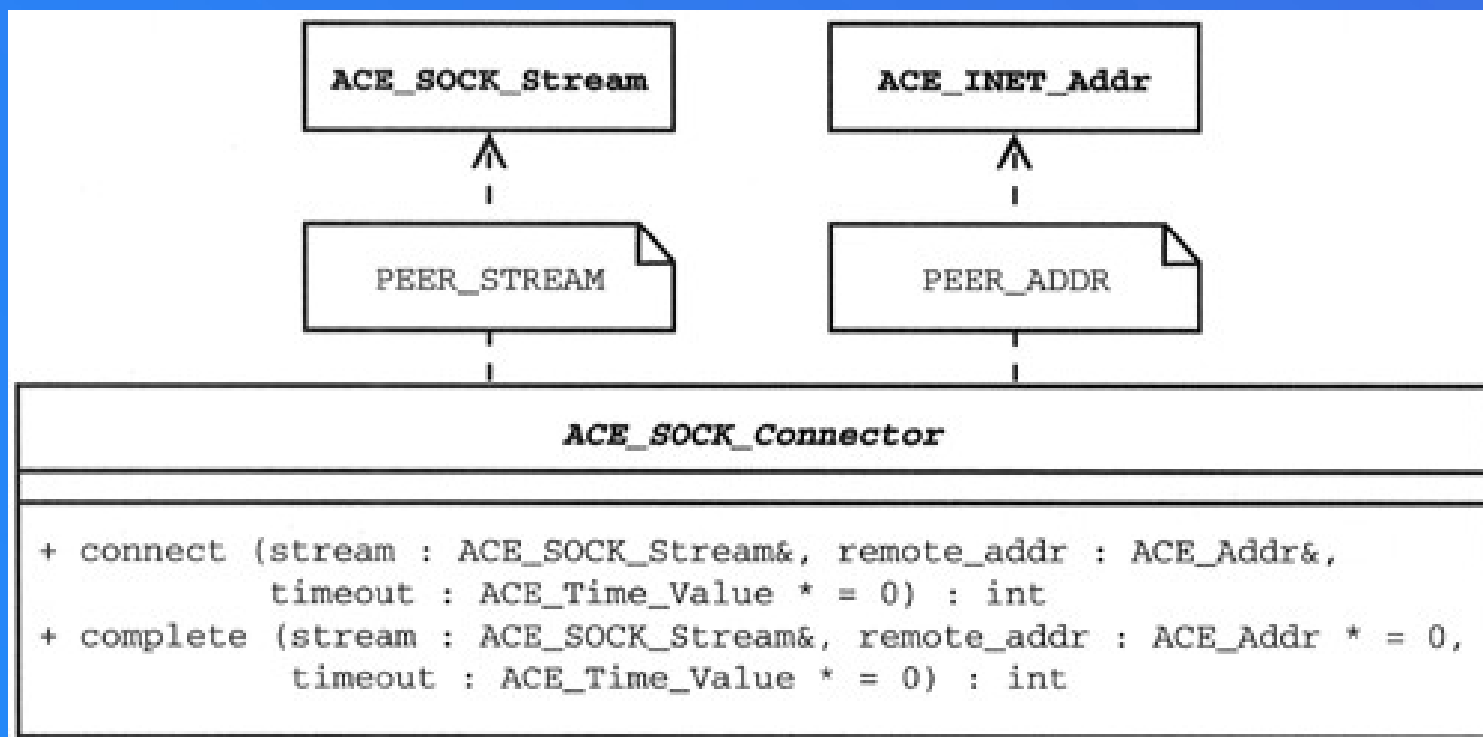 ACE_SOCK_Stream
ACE_INET_Addr
PEER_STREAM
PEER_ADDR
ACE_SOCK_Connector
+ connect (stream : ACE_SOCK_Stream&, remote_addr : ACE_Addr&,
timeout : ACE_Time_Value * = 0) : int
+ complete (stream : ACE_SOCK_Stream&, remote_addr : ACE_Addr * = 0,
timeout : ACE_Time_Value * = 0) : int